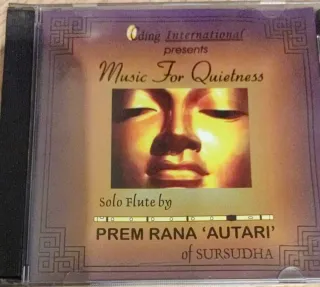 Oding International
presents
Music For Quietness
Solo Flute by
PREM RANA 'AUTARI'
of SURSUDHA